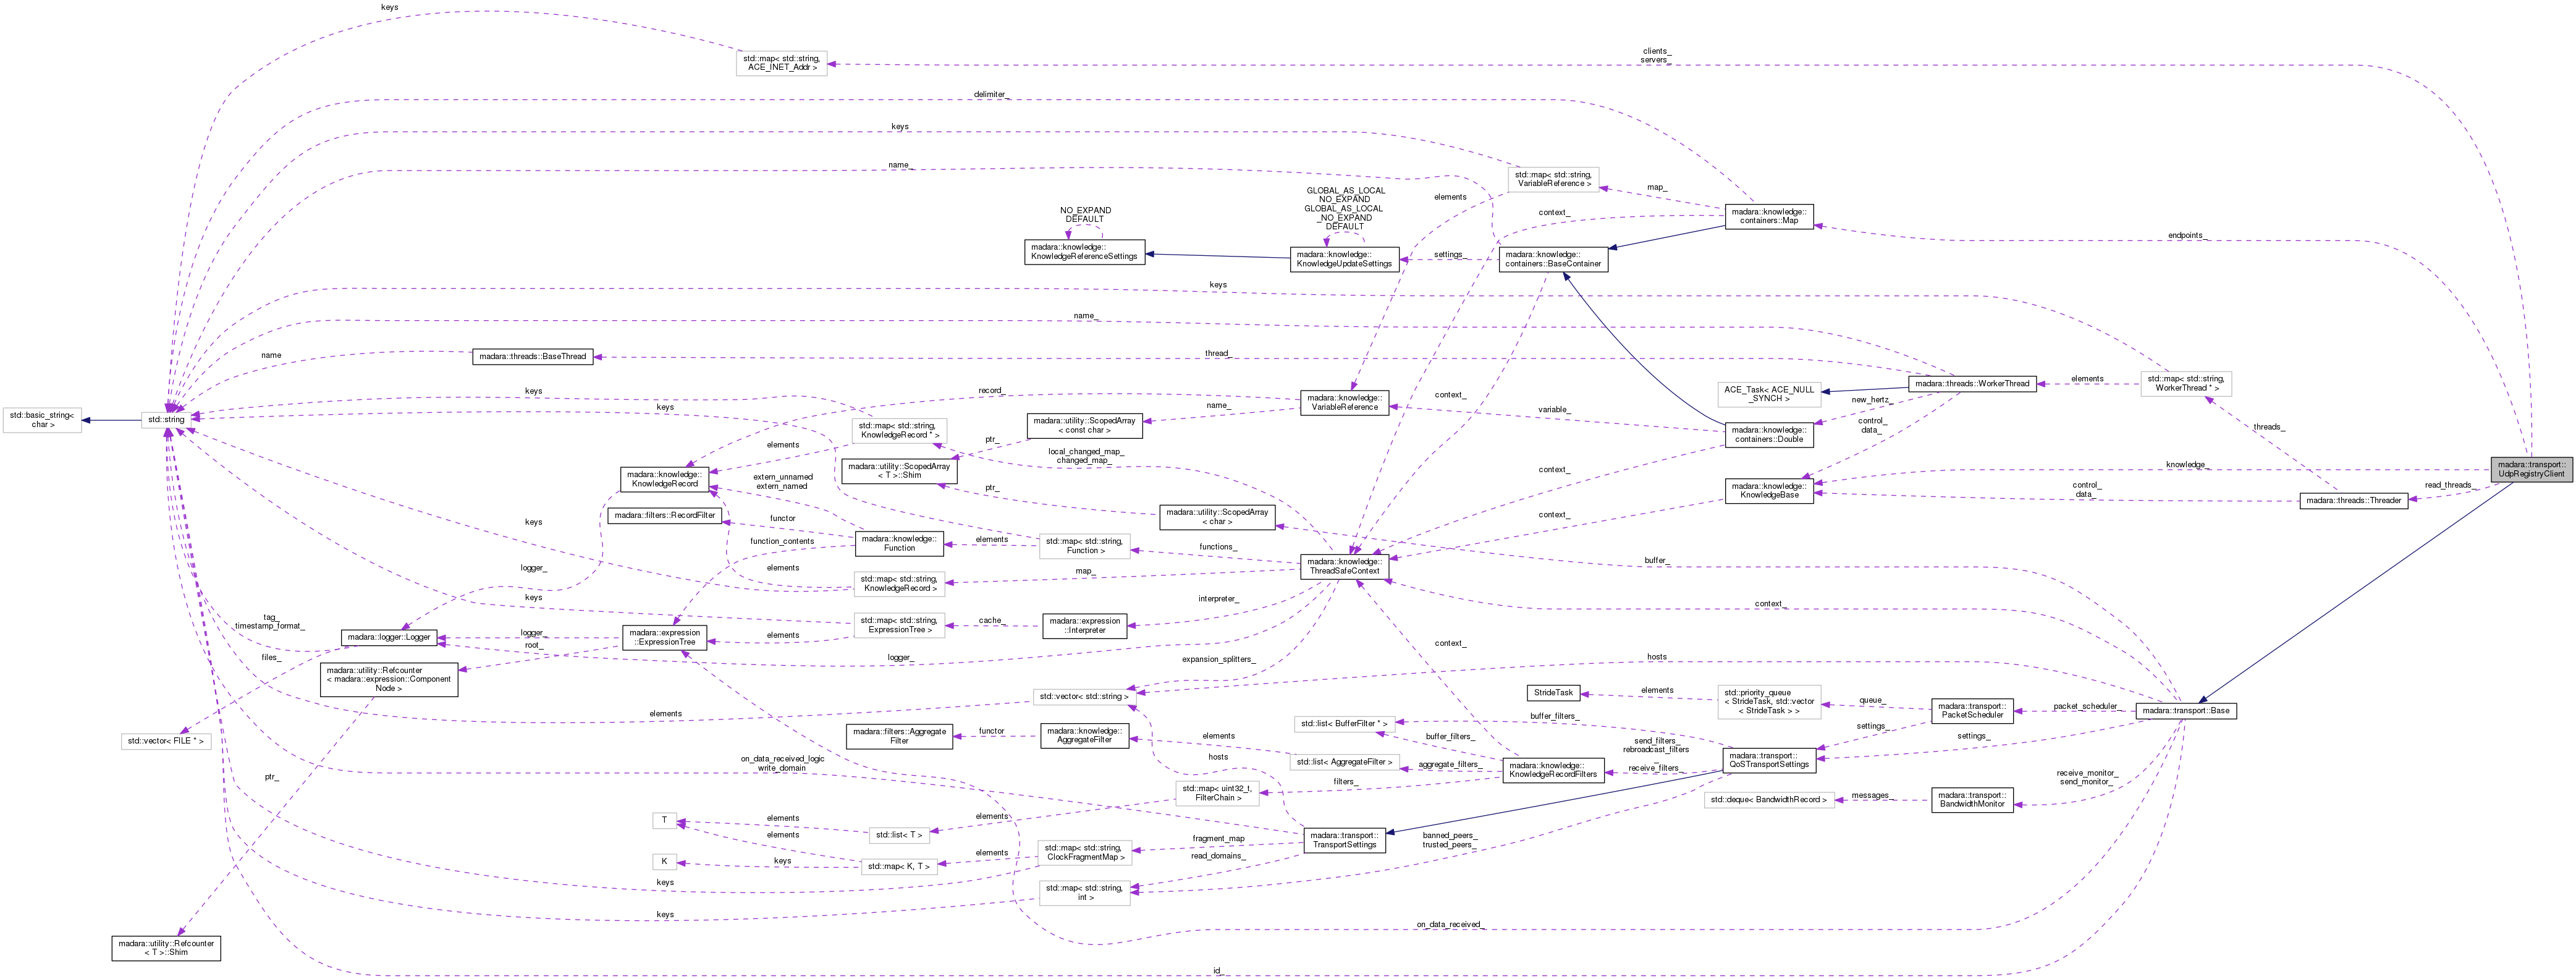 keys
std::map< std::string,
ACE_INET_Addr >
clients_
servers_
delimiter_
keys
name_
std::map< std::string,
VariableReference >
map_
elements
context_
madara::knowledge::
containers::Map
endpoints_
NO_EXPAND
DEFAULT
GLOBAL_AS_LOCAL
NO_EXPAND
GLOBAL_AS_LOCAL
_NO_EXPAND
DEFAULT
madara::knowledge::
KnowledgeReferenceSettings
madara::knowledge::
KnowledgeUpdateSettings
settings_
madara::knowledge::
containers::BaseContainer
keys
name_
name
madara::threads::BaseThread
thread_
std::basic_string<
char >
std::string
keys
keys
record_
madara::knowledge::
VariableReference
context_
variable_
ACE_Task< ACE_NULL
_SYNCH >
madara::threads::WorkerThread
elements
std::map< std::string,
WorkerThread * >
new_hertz_
control_
data_
madara::knowledge::
containers::Double
threads_
std::map< std::string,
KnowledgeRecord * >
madara::utility::ScopedArray
< const char >
name_
ptr_
elements
madara::knowledge::
KnowledgeRecord
madara::utility::ScopedArray
< T >::Shim
local_changed_map_
changed_map_
context_
madara::knowledge::
KnowledgeBase
knowledge_
control_
data_
madara::threads::Threader
read_threads_
madara::transport::
UdpRegistryClient
extern_unnamed
extern_named
ptr_
madara::utility::ScopedArray
< char >
madara::filters::RecordFilter
functor
keys
function_contents
madara::knowledge::
Function
elements
std::map< std::string,
Function >
functions_
context_
madara::knowledge::
ThreadSafeContext
buffer_
logger_
elements
std::map< std::string,
KnowledgeRecord >
map_
keys
interpreter_
context_
tag_
timestamp_format_
madara::logger::Logger
logger_
root_
madara::expression
::ExpressionTree
elements
std::map< std::string,
ExpressionTree >
cache_
madara::expression
::Interpreter
files_
madara::utility::Refcounter
< madara::expression::Component
Node >
logger_
expansion_splitters_
context_
hosts
std::vector< std::string >
elements
StrideTask
elements
std::priority_queue
< StrideTask, std::vector
< StrideTask > >
queue_
madara::transport::
PacketScheduler
packet_scheduler_
madara::transport::Base
std::vector< FILE * >
madara::filters::Aggregate
Filter
functor
madara::knowledge::
AggregateFilter
elements
std::list< BufferFilter * >
buffer_filters_
buffer_filters_
settings_
settings_
std::list< AggregateFilter >
aggregate_filters_
madara::knowledge::
KnowledgeRecordFilters
send_filters_
rebroadcast_filters
_
receive_filters_
madara::transport::
QoSTransportSettings
hosts
ptr_
on_data_received_logic
write_domain
std::map< uint32_t,
FilterChain >
filters_
receive_monitor_
send_monitor_
std::deque< BandwidthRecord >
messages_
madara::transport::
BandwidthMonitor
T
elements
std::list< T >
elements
elements
K
keys
std::map< K, T >
elements
std::map< std::string,
ClockFragmentMap >
fragment_map
read_domains_
madara::transport::
TransportSettings
banned_peers_
trusted_peers_
keys
std::map< std::string,
int >
keys
on_data_received_
madara::utility::Refcounter
< T >::Shim
id_